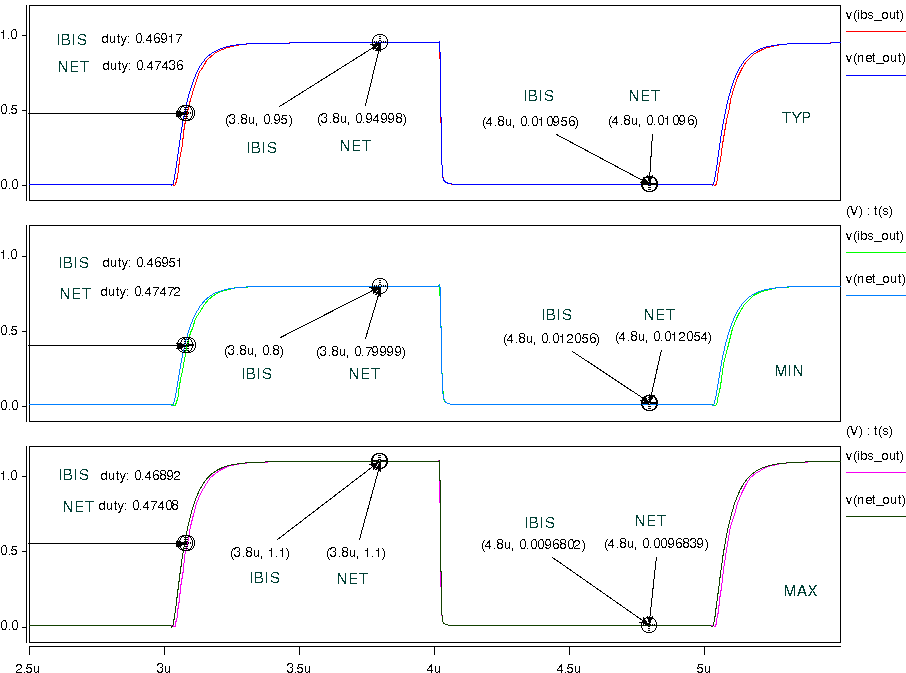 1.0
IBIS duty: 0.46917
NET duty: 0.47436
0.5
0.0
(3.8u, 0.95) (3.8u, 0.94998)
IBIS NET
IBIS NET
(4.8u, 0.010956) (4.8u, 0.01096)
TYP
v(ibs_out)
v(net_out)
(V) : t(s)
1.0
IBIS duty: 0.46951
NET duty: 0.47472
0.5
0.0
(3.8u, 0.8) (3.8u, 0.79999)
IBIS NET
IBIS NET
(4.8u, 0.012056) (4.8u, 0.012054)
MIN
v(ibs_out)
v(net_out)
(V) : t(s)
1.0
IBIS duty: 0.46892
NET duty: 0.47408
0.5
0.0
(3.8u, 1.1) (3.8u, 1.1)
IBIS NET
IBIS NET
(4.8u, 0.0096802) (4.8u, 0.0096839)
MAX
v(ibs_out)
v(net_out)
2.5u 3u 3.5u 4u 4.5u 5u